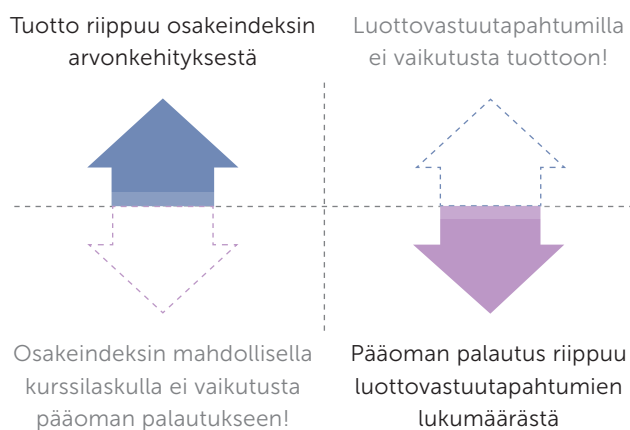 Tuotto riippuu osakeindeksin
arvonkehityksestä
Luottovastuutapahtumilla
ei vaikutusta tuottoon!
Osakeindeksin mahdollisella
kurssilaskulla ei vaikutusta
pääoman palautukseen!
Pääoman palautus riippuu
luottovastuutapahtumien
lukumäärästä